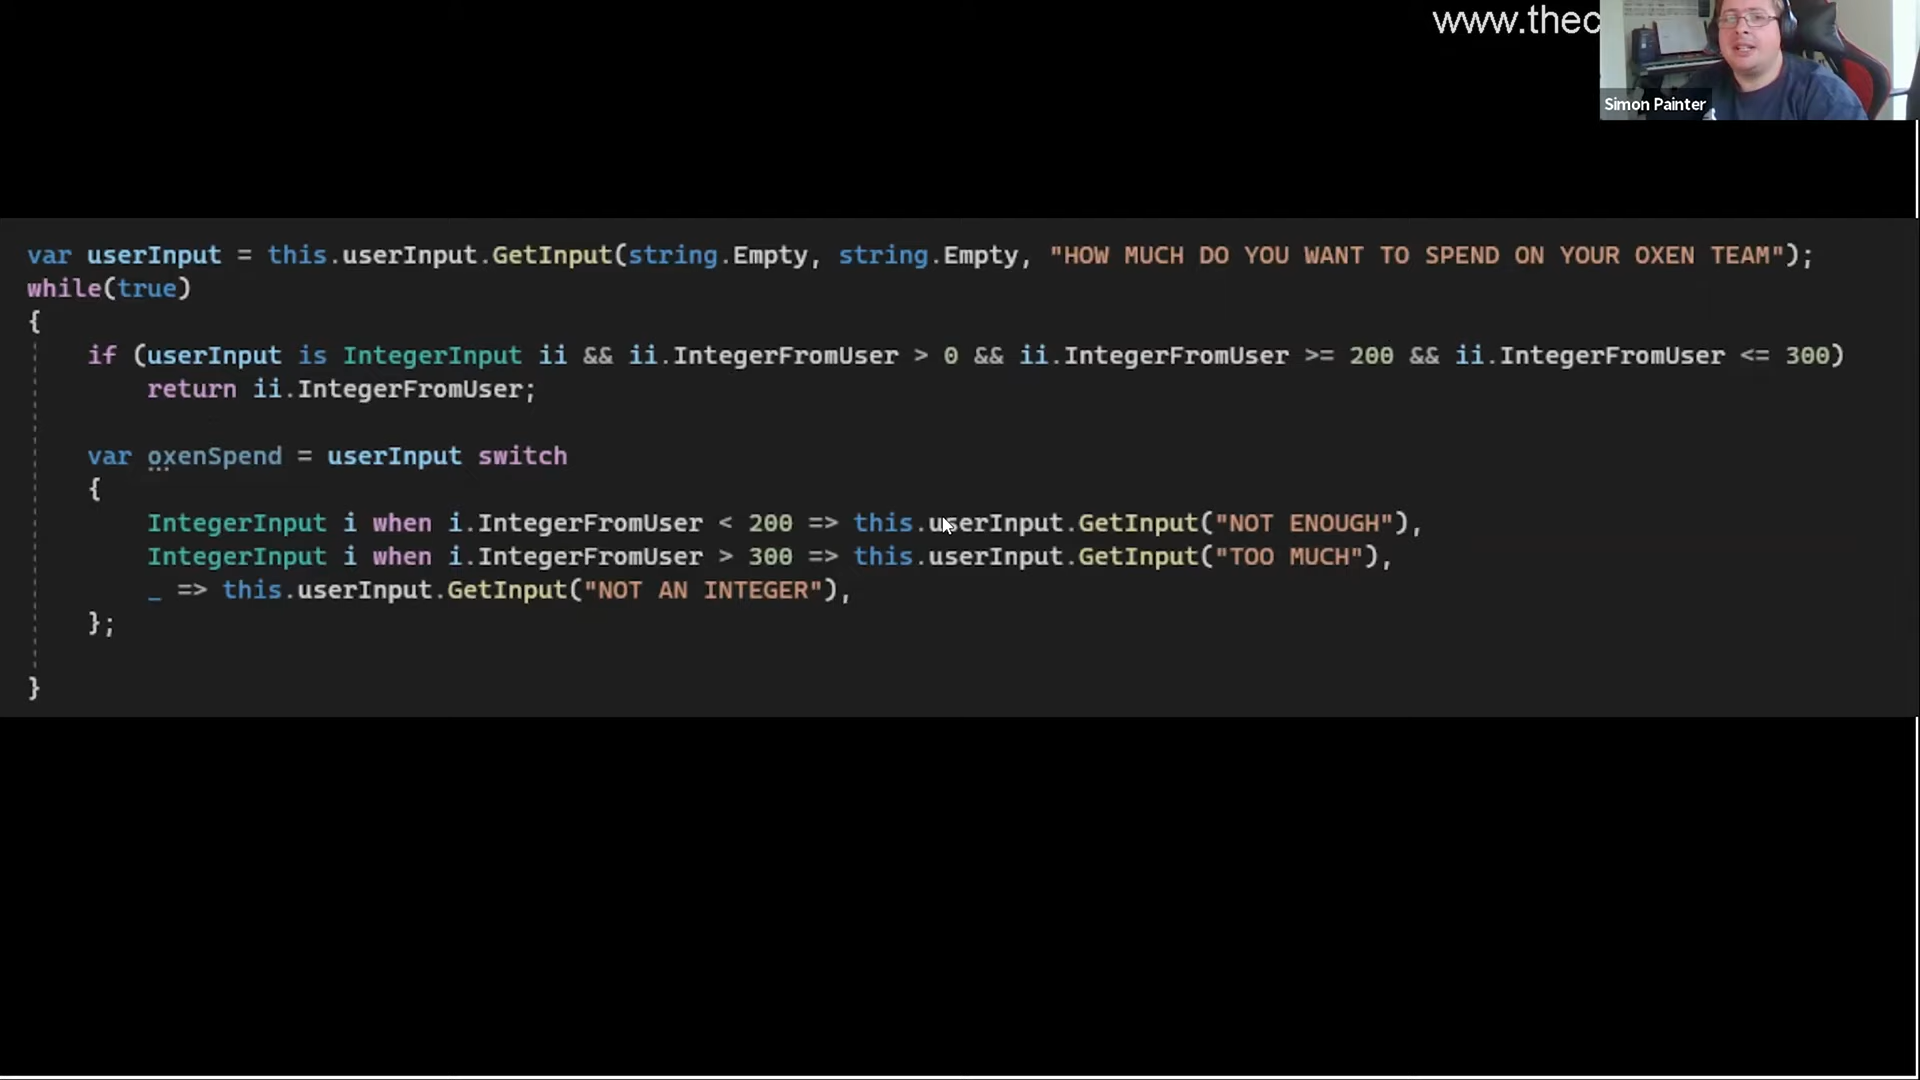 www.thec
Simon Painter
var userInput = this.userInput.GetInput(string.Empty, string.Empty, "HOW MUCH DO YOU WANT TO SPEND ON YOUR OXEN TEAM");
while(true)
{
    if (userInput is IntegerInput ii && ii.IntegerFromUser > 0 && ii.IntegerFromUser >= 200 && ii.IntegerFromUser <= 300)
        return ii.IntegerFromUser;
    var oxenSpend = userInput switch
    {
        IntegerInput i when i.IntegerFromUser < 200 => this.userInput.GetInput("NOT ENOUGH"),
        IntegerInput i when i.IntegerFromUser > 300 => this.userInput.GetInput("TOO MUCH"),
        _ => this.userInput.GetInput("NOT AN INTEGER"),
    };
}